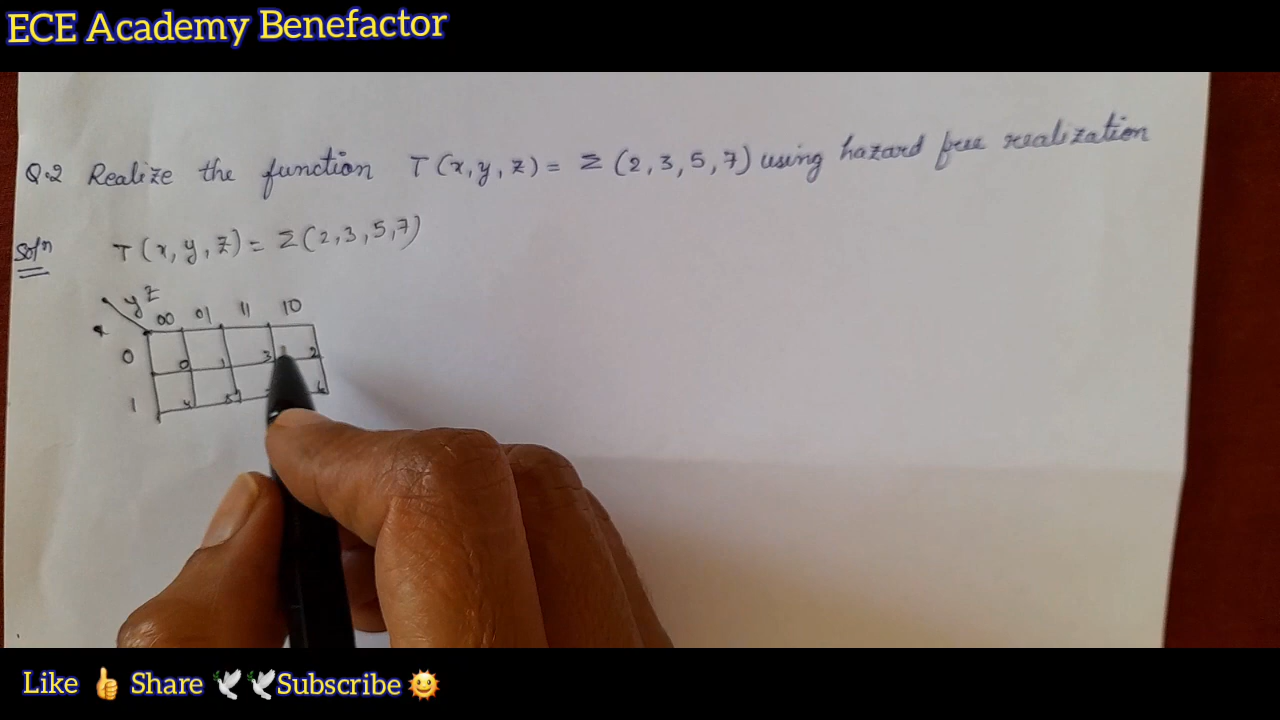 ECE Academy Benefactor
Q.2 Realize the function T(x,y,z) = Σ (2,3,5,7) using hazard free realization
Soln T(x,y,z) = Σ(2,3,5,7)
yz
x 00 01 11 10
0 0 1 3 2
1 4 5 6
Like 👍 Share 🕊️🕊️Subscribe 🌞